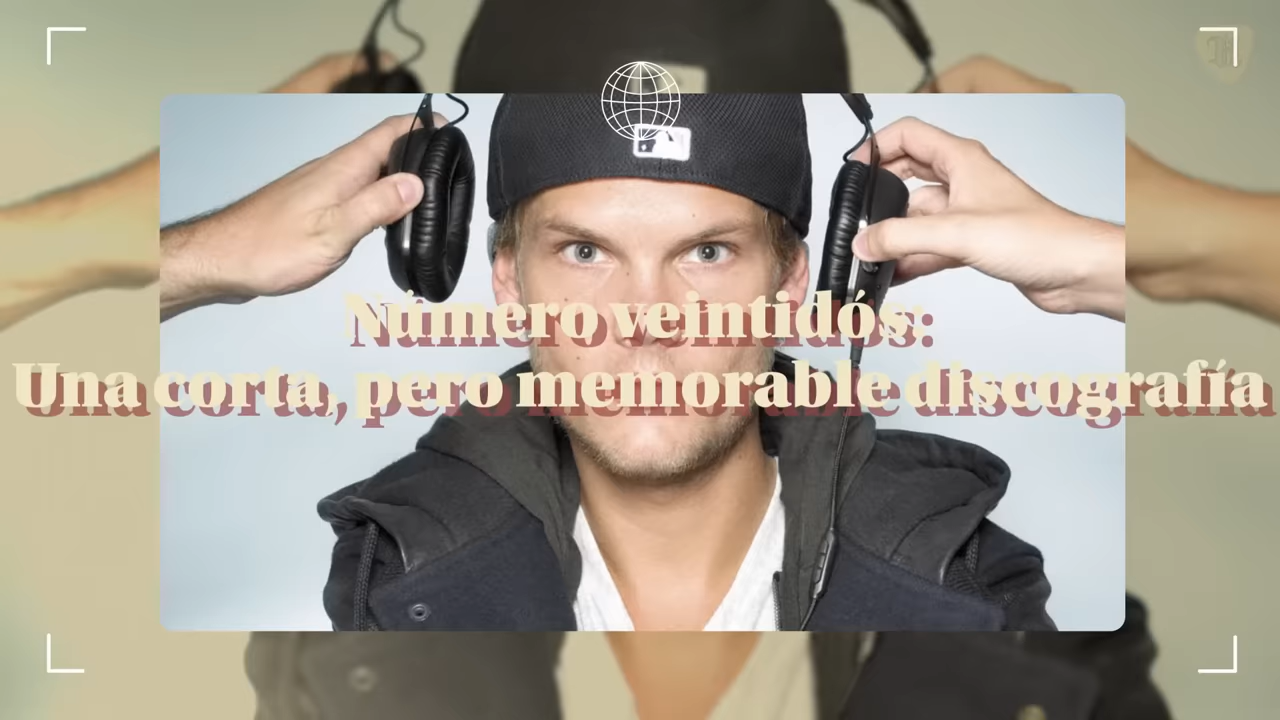 Número veintidós:
Una corta, pero memorable discografía